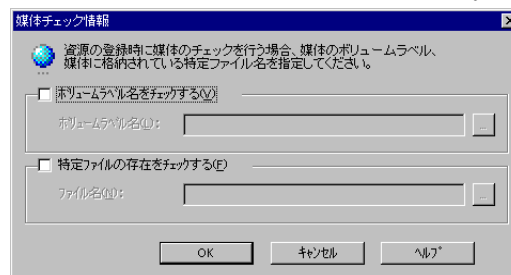 媒体チェック情報
資源の登録時に媒体のチェックを行う場合、媒体のボリュームラベル、
媒体に格納されている特定ファイル名を指定してください。
ボリュームラベル名をチェックする(V)
ボリュームラベル名(L):
...
特定ファイルの存在をチェックする(F)
ファイル名(N):
...
OK
キャンセル
ヘルプ